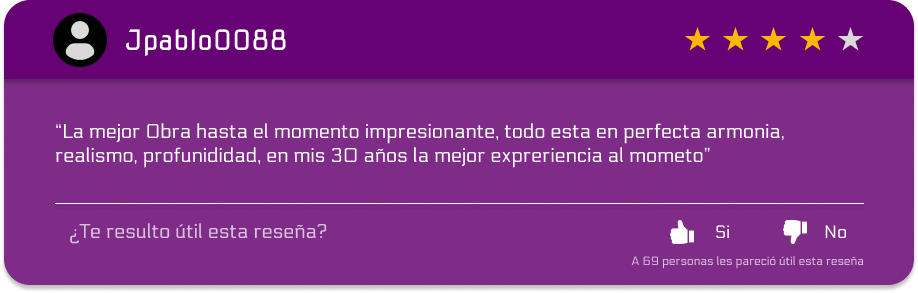 Jpablo0088
“La mejor Obra hasta el momento impresionante, todo esta en perfecta armonia,
realismo, profunididad, en mis 30 años la mejor expreriencia al mometo”
¿Te resulto útil esta reseña?
Si
No
A 69 personas les pareció útil esta reseña